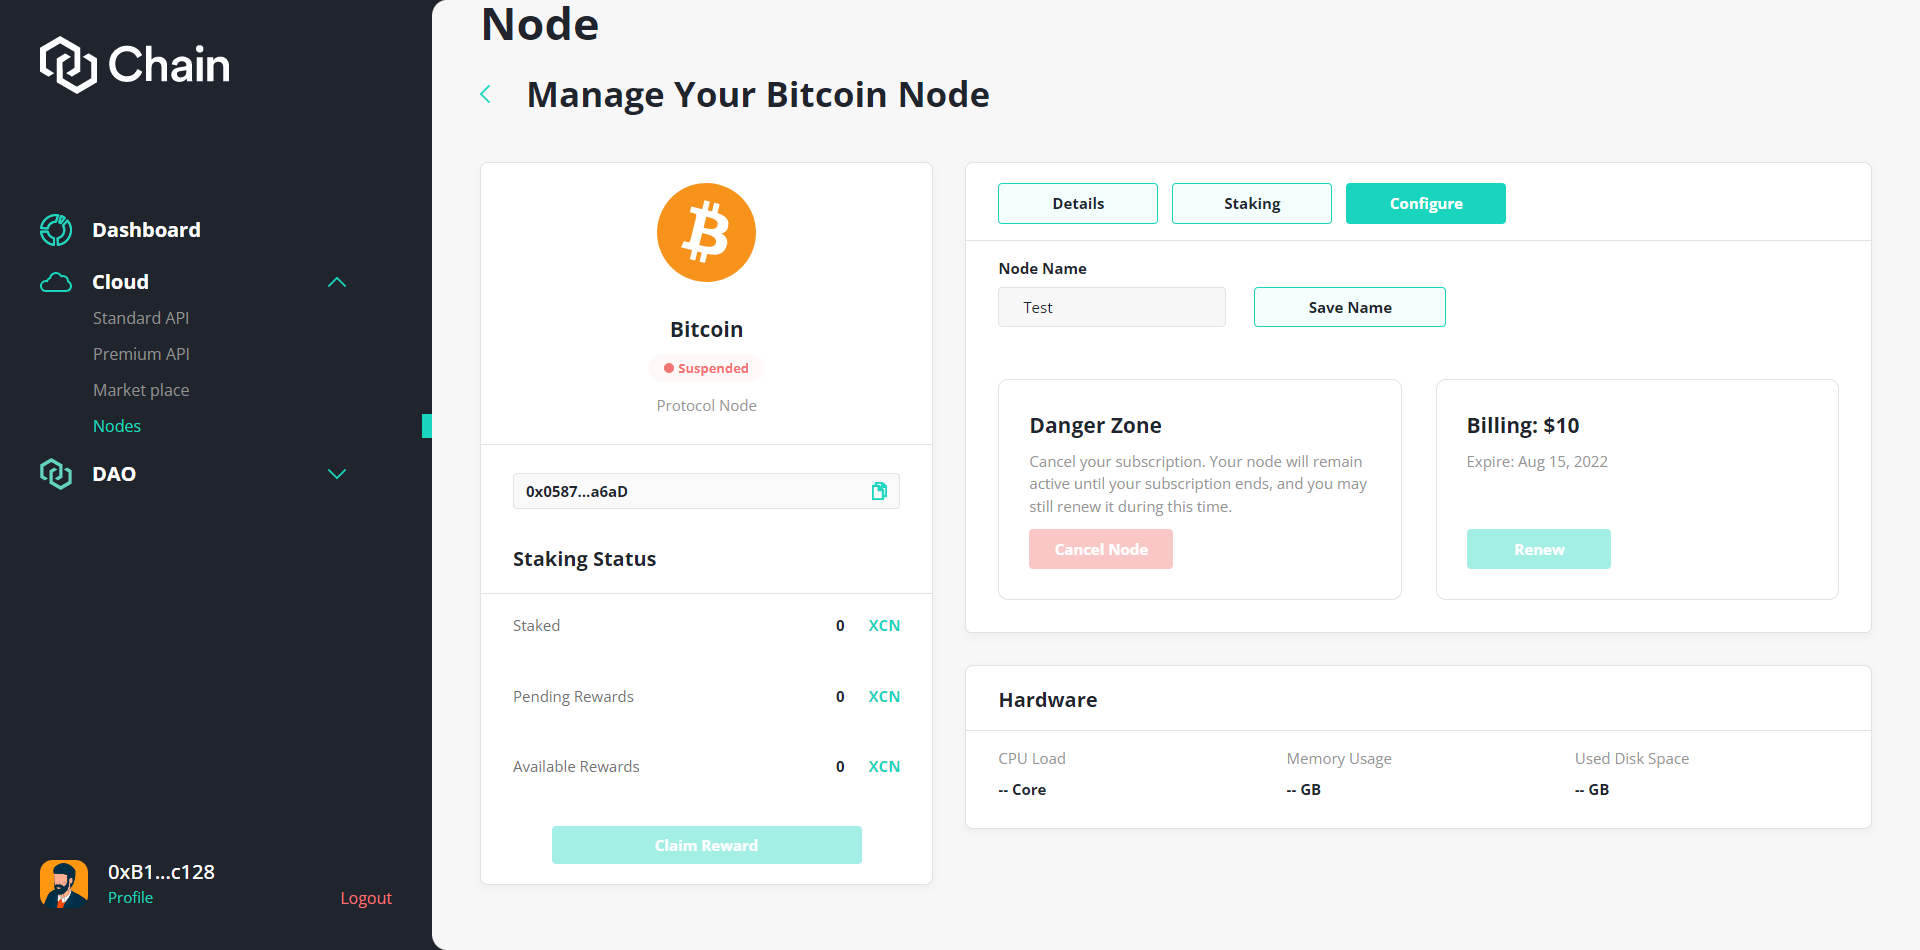 Chain
Dashboard
Cloud
Standard API
Premium API
Market place
Nodes
DAO
0xB1...c128
Profile
Logout
Node
Manage Your Bitcoin Node
Bitcoin
Suspended
Protocol Node
0x0587...a6aD
Staking Status
Staked 0 XCN
Pending Rewards 0 XCN
Available Rewards 0 XCN
Claim Reward
Details Staking Configure
Node Name
Test Save Name
Danger Zone
Cancel your subscription. Your node will remain
active until your subscription ends, and you may
still renew it during this time.
Cancel Node
Billing: $10
Expire: Aug 15, 2022
Renew
Hardware
CPU Load Memory Usage Used Disk Space
-- Core -- GB -- GB